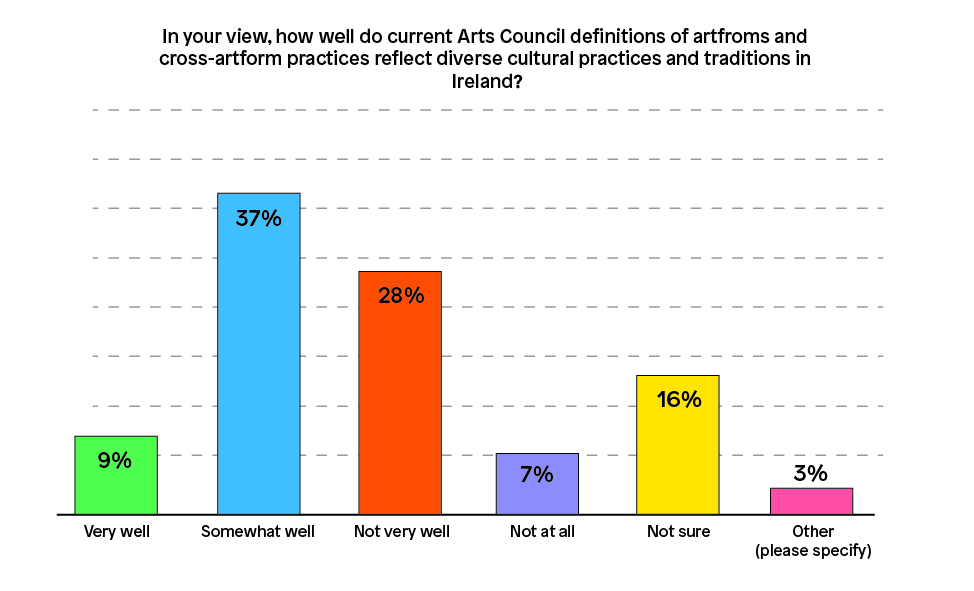 In your view, how well do current Arts Council definitions of artfroms and
cross-artform practices reflect diverse cultural practices and traditions in
Ireland?
37%
28%
16%
9%
7%
3%
Very well
Somewhat well
Not very well
Not at all
Not sure
Other
(please specify)